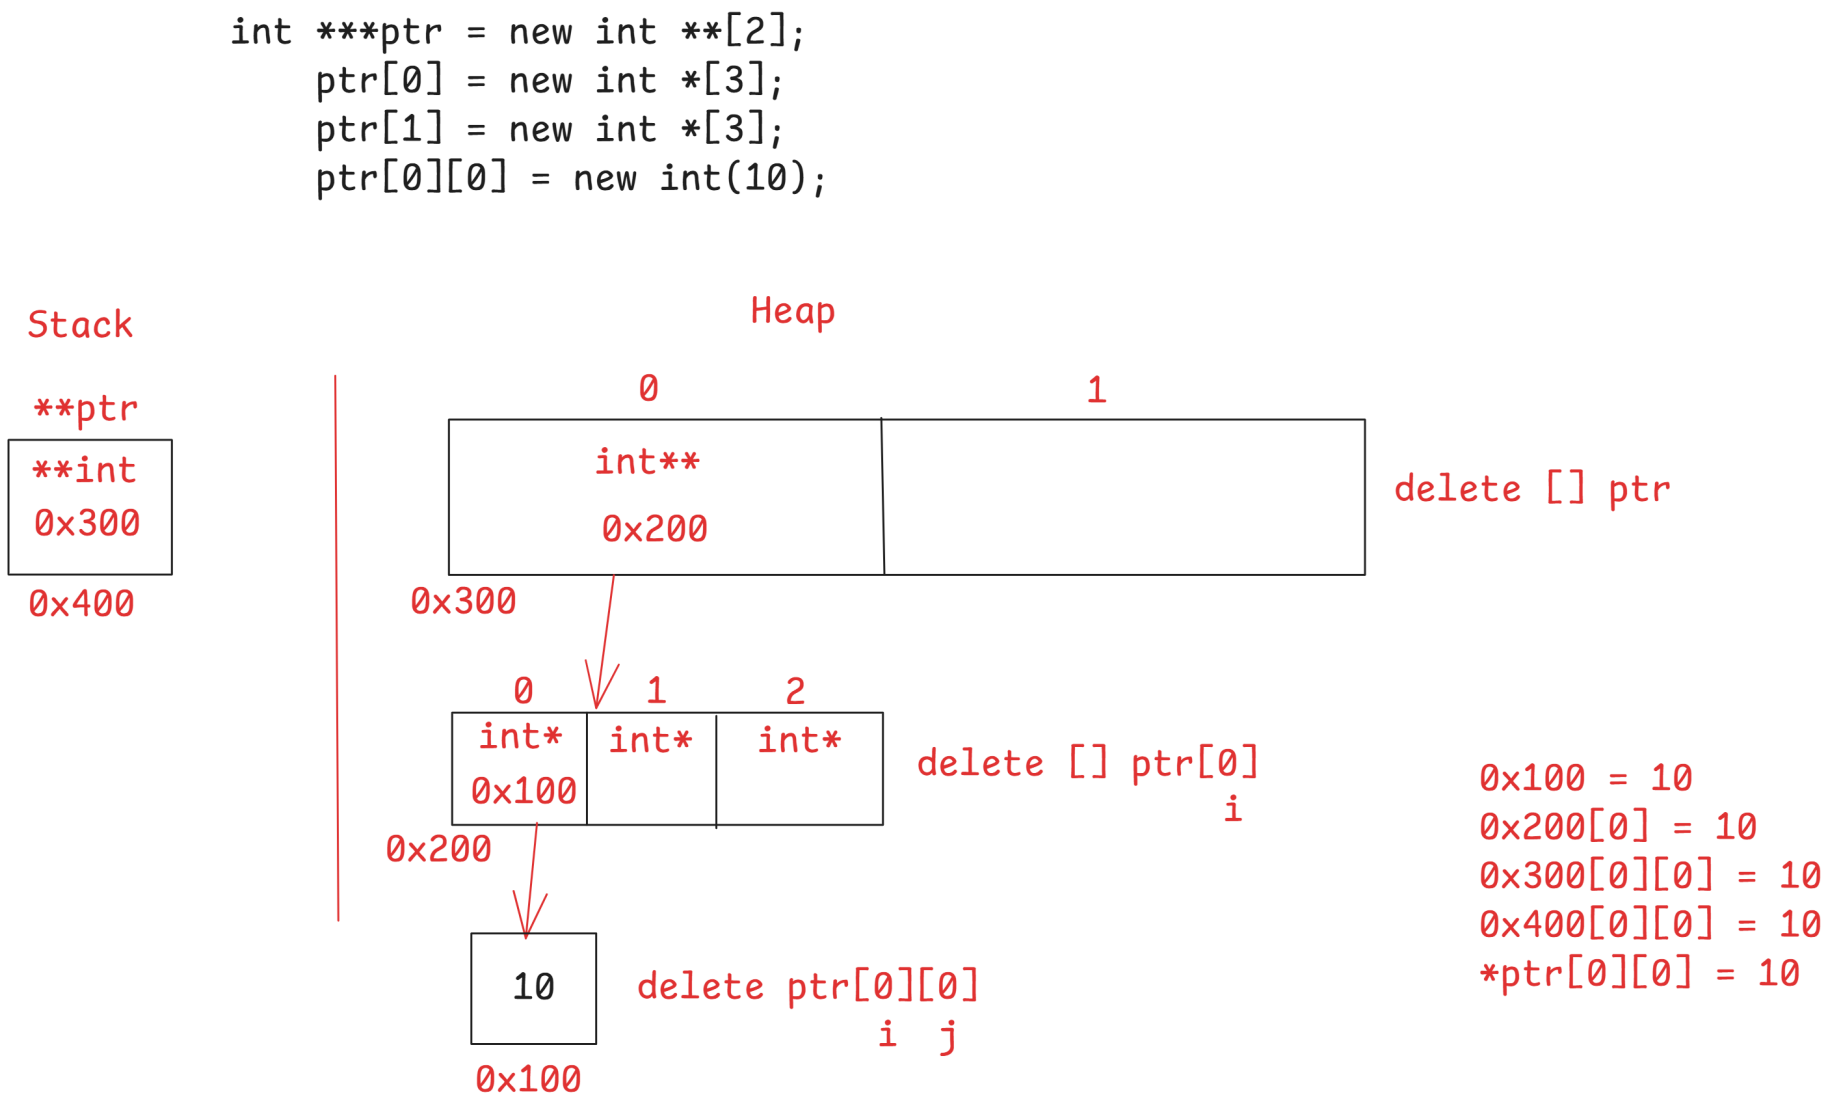 int ***ptr = new int **[2];
ptr[0] = new int *[3];
ptr[1] = new int *[3];
ptr[0][0] = new int(10);
Stack
Heap
**ptr
0
1
**int
0x300
0x400
int**
0x200
delete [] ptr
0x300
0
1
2
int*
int*
int*
0x100
delete [] ptr[0]
i
0x200
10
delete ptr[0][0]
i j
0x100
0x100 = 10
0x200[0] = 10
0x300[0][0] = 10
0x400[0][0] = 10
*ptr[0][0] = 10